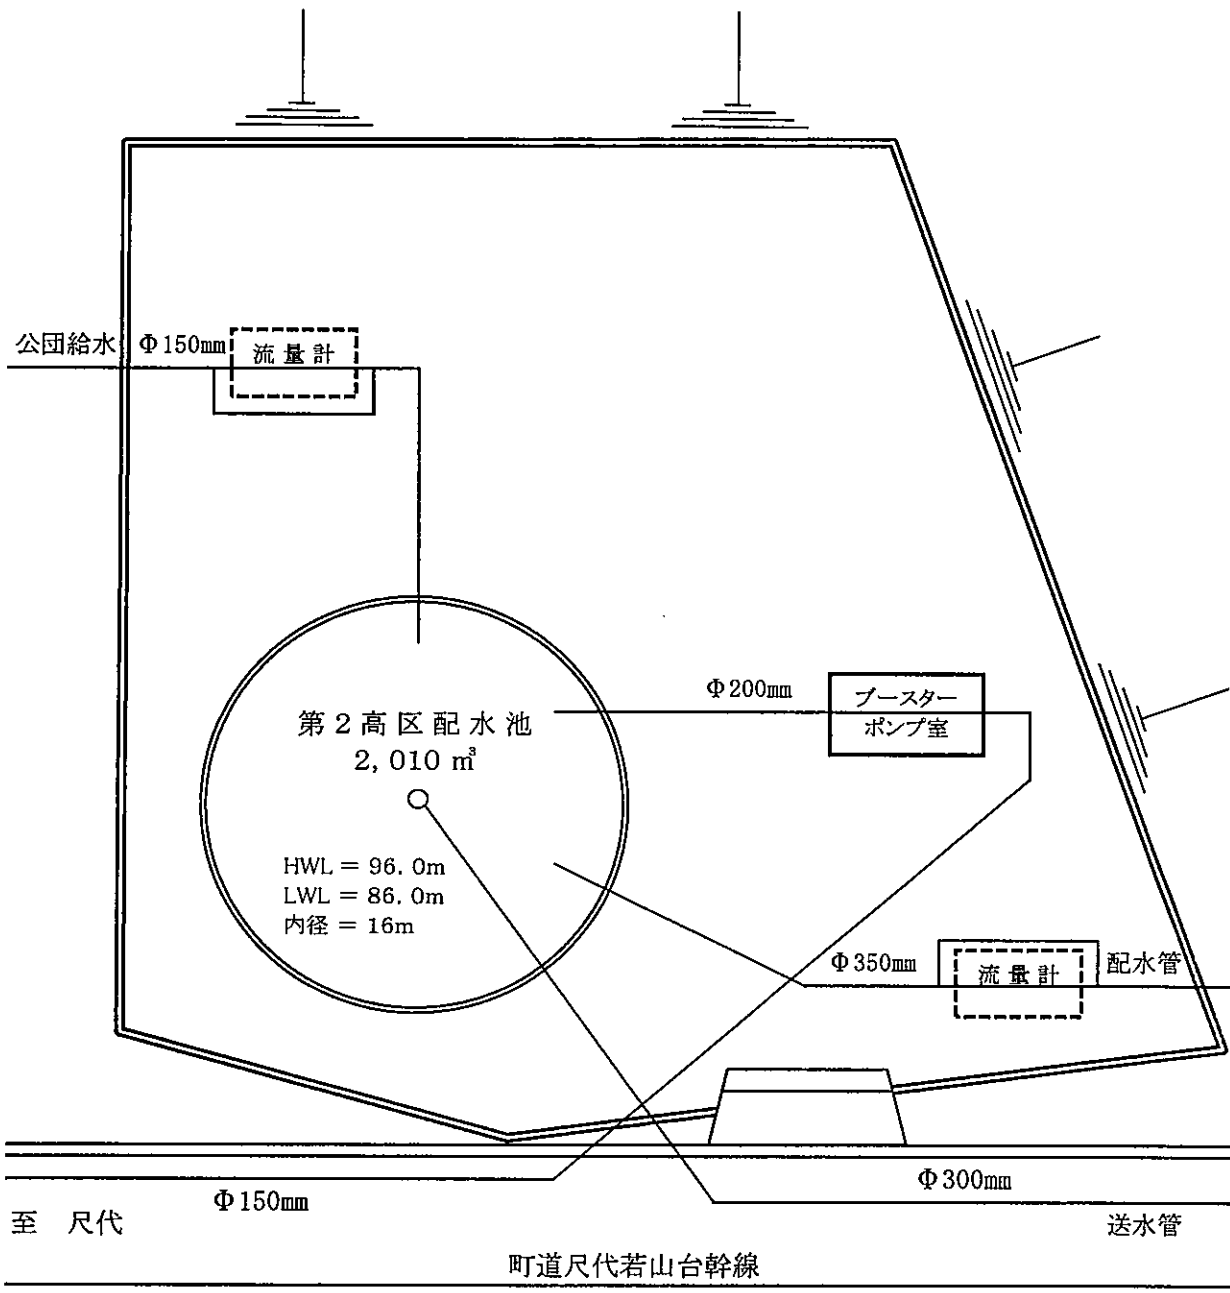 公団給水 Φ150mm
流量計
Φ200mm
ブースター
ポンプ室
第2高区配水池
2,010 ㎥
HWL = 96.0m
LWL = 86.0m
内径 = 16m
Φ350mm
流量計
配水管
Φ150mm
Φ300mm
至 尺代
送水管
町道尺代若山台幹線